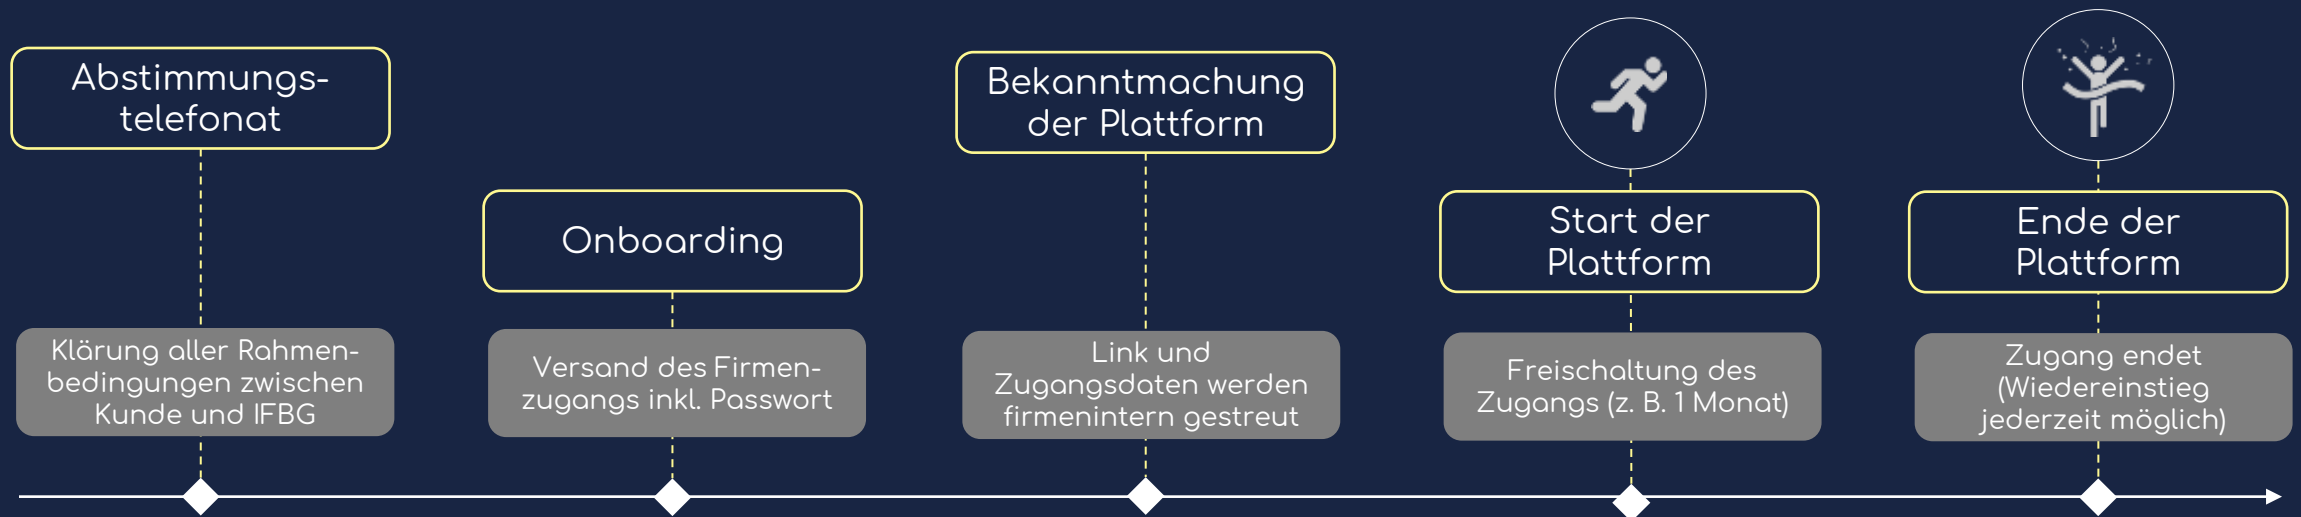 Abstimmungs-
telefonat
Klärung aller Rahmen-
bedingungen zwischen
Kunde und IFBG
Onboarding
Versand des Firmen-
zugangs inkl. Passwort
Bekanntmachung
der Plattform
Link und
Zugangsdaten werden
firmenintern gestreut
Start der
Plattform
Freischaltung des
Zugangs (z. B. 1 Monat)
Ende der
Plattform
Zugang endet
(Wiedereinstieg
jederzeit möglich)